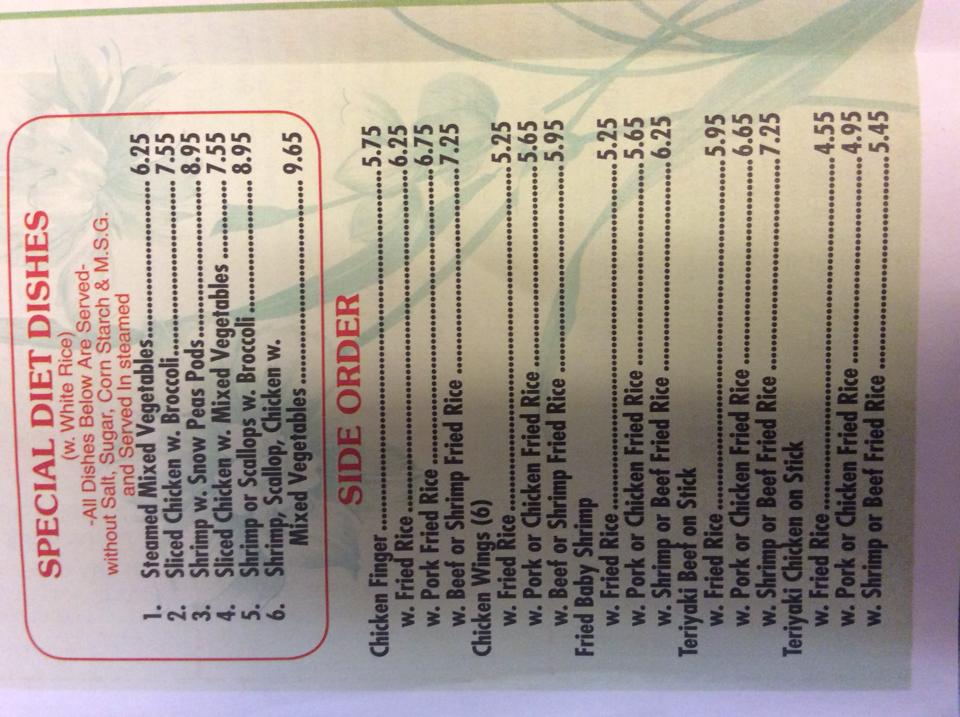 SPECIAL DIET DISHES
(w. White Rice)
-All Dishes Below Are Served-
without Salt, Sugar, Corn Starch & M.S.G.
and Served In steamed
1. Steamed Mixed Vegetables.................... 6.25
2. Sliced Chicken w. Broccoli.................... 7.55
3. Shrimp w. Snow Peas Pods.................... 8.95
4. Sliced Chicken w. Mixed Vegetables ........ 7.55
5. Shrimp or Scallops w. Broccoli................ 8.95
6. Shrimp, Scallop, Chicken w.
Mixed Vegetables.................... 9.65
SIDE ORDER
Chicken Finger.................... 5.75
w. Fried Rice.................... 6.25
w. Pork Fried Rice.................... 6.75
w. Beef or Shrimp Fried Rice.................... 7.25
Chicken Wings (6)
w. Fried Rice.................... 5.25
w. Pork or Chicken Fried Rice.................... 5.65
w. Beef or Shrimp Fried Rice.................... 5.95
Fried Baby Shrimp
w. Fried Rice.................... 5.25
w. Pork or Chicken Fried Rice.................... 5.65
w. Shrimp or Beef Fried Rice.................... 6.25
Teriyaki Beef on Stick
w. Fried Rice.................... 5.95
w. Pork or Chicken Fried Rice.................... 6.65
w. Shrimp or Beef Fried Rice.................... 7.25
Teriyaki Chicken on Stick
w. Fried Rice.................... 4.55
w. Pork or Chicken Fried Rice.................... 4.95
w. Shrimp or Beef Fried Rice.................... 5.45